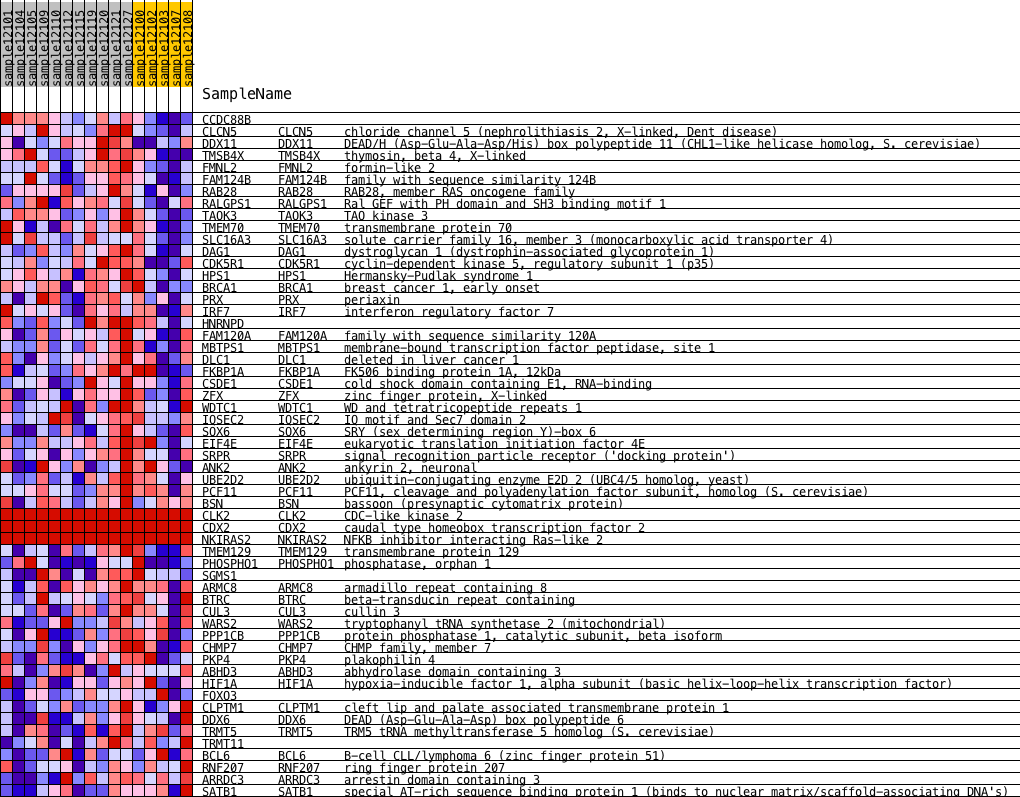 sample12101
sample12104
sample12105
sample12109
sample12110
sample12112
sample12115
sample12119
sample12120
sample12121
sample12127
sample12100
sample12102
sample12103
sample12107
sample12108
SampleName
CCDC88B
CLCN5 CLCN5 chloride channel 5 (nephrolithiasis 2, X-linked, Dent disease)
DDX11 DDX11 DEAD/H (Asp-Glu-Ala-Asp/His) box polypeptide 11 (CHL1-like helicase homolog, S. cerevisiae)
TMSB4X TMSB4X thymosin, beta 4, X-linked
FMNL2 FMNL2 formin-like 2
FAM124B FAM124B family with sequence similarity 124B
RAB28 RAB28 RAB28, member RAS oncogene family
RALGPS1 RALGPS1 Ral GEF with PH domain and SH3 binding motif 1
TAOK3 TAOK3 TAO kinase 3
TMEM70 TMEM70 transmembrane protein 70
SLC16A3 SLC16A3 solute carrier family 16, member 3 (monocarboxylic acid transporter 4)
DAG1 DAG1 dystroglycan 1 (dystrophin-associated glycoprotein 1)
CDK5R1 CDK5R1 cyclin-dependent kinase 5, regulatory subunit 1 (p35)
HPS1 HPS1 Hermansky-Pudlak syndrome 1
BRCA1 BRCA1 breast cancer 1, early onset
PRX PRX periaxin
IRF7 IRF7 interferon regulatory factor 7
HNRNPD
FAM120A FAM120A family with sequence similarity 120A
MBTPS1 MBTPS1 membrane-bound transcription factor peptidase, site 1
DLC1 DLC1 deleted in liver cancer 1
FKBP1A FKBP1A FK506 binding protein 1A, 12kDa
CSDE1 CSDE1 cold shock domain containing E1, RNA-binding
ZFX ZFX zinc finger protein, X-linked
WDTC1 WDTC1 WD and tetratricopeptide repeats 1
IQSEC2 IQSEC2 IQ motif and Sec7 domain 2
SOX6 SOX6 SRY (sex determining region Y)-box 6
EIF4E EIF4E eukaryotic translation initiation factor 4E
SRPR SRPR signal recognition particle receptor ('docking protein')
ANK2 ANK2 ankyrin 2, neuronal
UBE2D2 UBE2D2 ubiquitin-conjugating enzyme E2D 2 (UBC4/5 homolog, yeast)
PCF11 PCF11 PCF11, cleavage and polyadenylation factor subunit, homolog (S. cerevisiae)
BSN BSN bassoon (presynaptic cytomatrix protein)
CLK2 CLK2 CDC-like kinase 2
CDX2 CDX2 caudal type homeobox transcription factor 2
NKIRAS2 NKIRAS2 NFKB inhibitor interacting Ras-like 2
TMEM129 TMEM129 transmembrane protein 129
PHOSPHO1 PHOSPHO1 phosphatase, orphan 1
SGMS1
ARMC8 ARMC8 armadillo repeat containing 8
BTRC BTRC beta-transducin repeat containing
CUL3 CUL3 cullin 3
WARS2 WARS2 tryptophanyl tRNA synthetase 2 (mitochondrial)
PPP1CB PPP1CB protein phosphatase 1, catalytic subunit, beta isoform
CHMP7 CHMP7 CHMP family, member 7
PKP4 PKP4 plakophilin 4
ABHD3 ABHD3 abhydrolase domain containing 3
HIF1A HIF1A hypoxia-inducible factor 1, alpha subunit (basic helix-loop-helix transcription factor)
FOXO3
CLPTM1 CLPTM1 cleft lip and palate associated transmembrane protein 1
DDX6 DDX6 DEAD (Asp-Glu-Ala-Asp) box polypeptide 6
TRMT5 TRMT5 TRM5 tRNA methyltransferase 5 homolog (S. cerevisiae)
TRMT11
BCL6 BCL6 B-cell CLL/lymphoma 6 (zinc finger protein 51)
RNF207 RNF207 ring finger protein 207
ARRDC3 ARRDC3 arrestin domain containing 3
SATB1 SATB1 special AT-rich sequence binding protein 1 (binds to nuclear matrix/scaffold-associating DNA's)